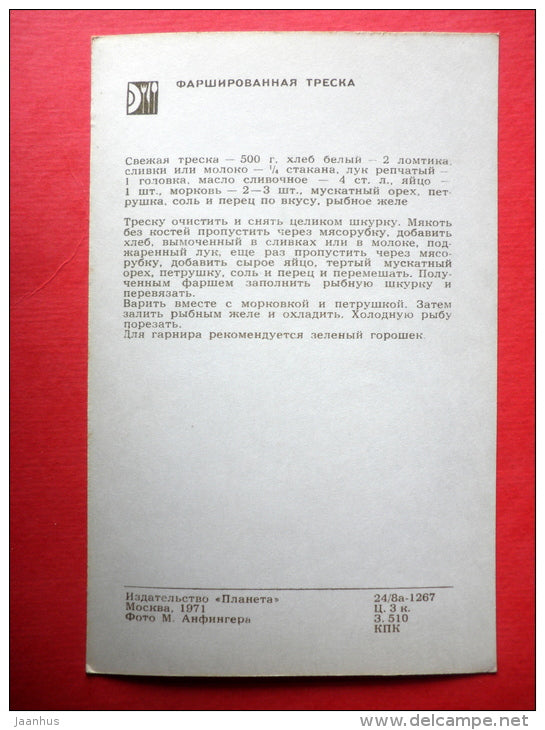 ФАРШИРОВАННАЯ ТРЕСКА
Свежая треска — 500 г, хлеб белый — 2 ломтика,
сливки или молоко — ¼ стакана, лук репчатый —
1 головка, масло сливочное — 4 ст. л., яйцо —
1 шт., морковь — 2—3 шт., мускатный орех, пет-
рушка, соль и перец по вкусу, рыбное желе
Треску очистить и снять целиком шкурку. Мякоть
без костей пропустить через мясорубку, добавить
хлеб, вымоченный в сливках или в молоке, под-
жаренный лук, еще раз пропустить через мясо-
рубку, добавить сырое яйцо, тертый мускатный
орех, петрушку, соль и перец и перемешать. Полу-
ченным фаршем заполнить рыбную шкурку и
перевязать.
Варить вместе с морковкой и петрушкой. Затем
залить рыбным желе и охладить. Холодную рыбу
порезать.
Для гарнира рекомендуется зеленый горошек.
Издательство «Планета»
Москва, 1971
Фото М. Анфингера
24/8а-1267
Ц. 3 к.
З. 510
КПК
Jaanhus
www.delcampe.net